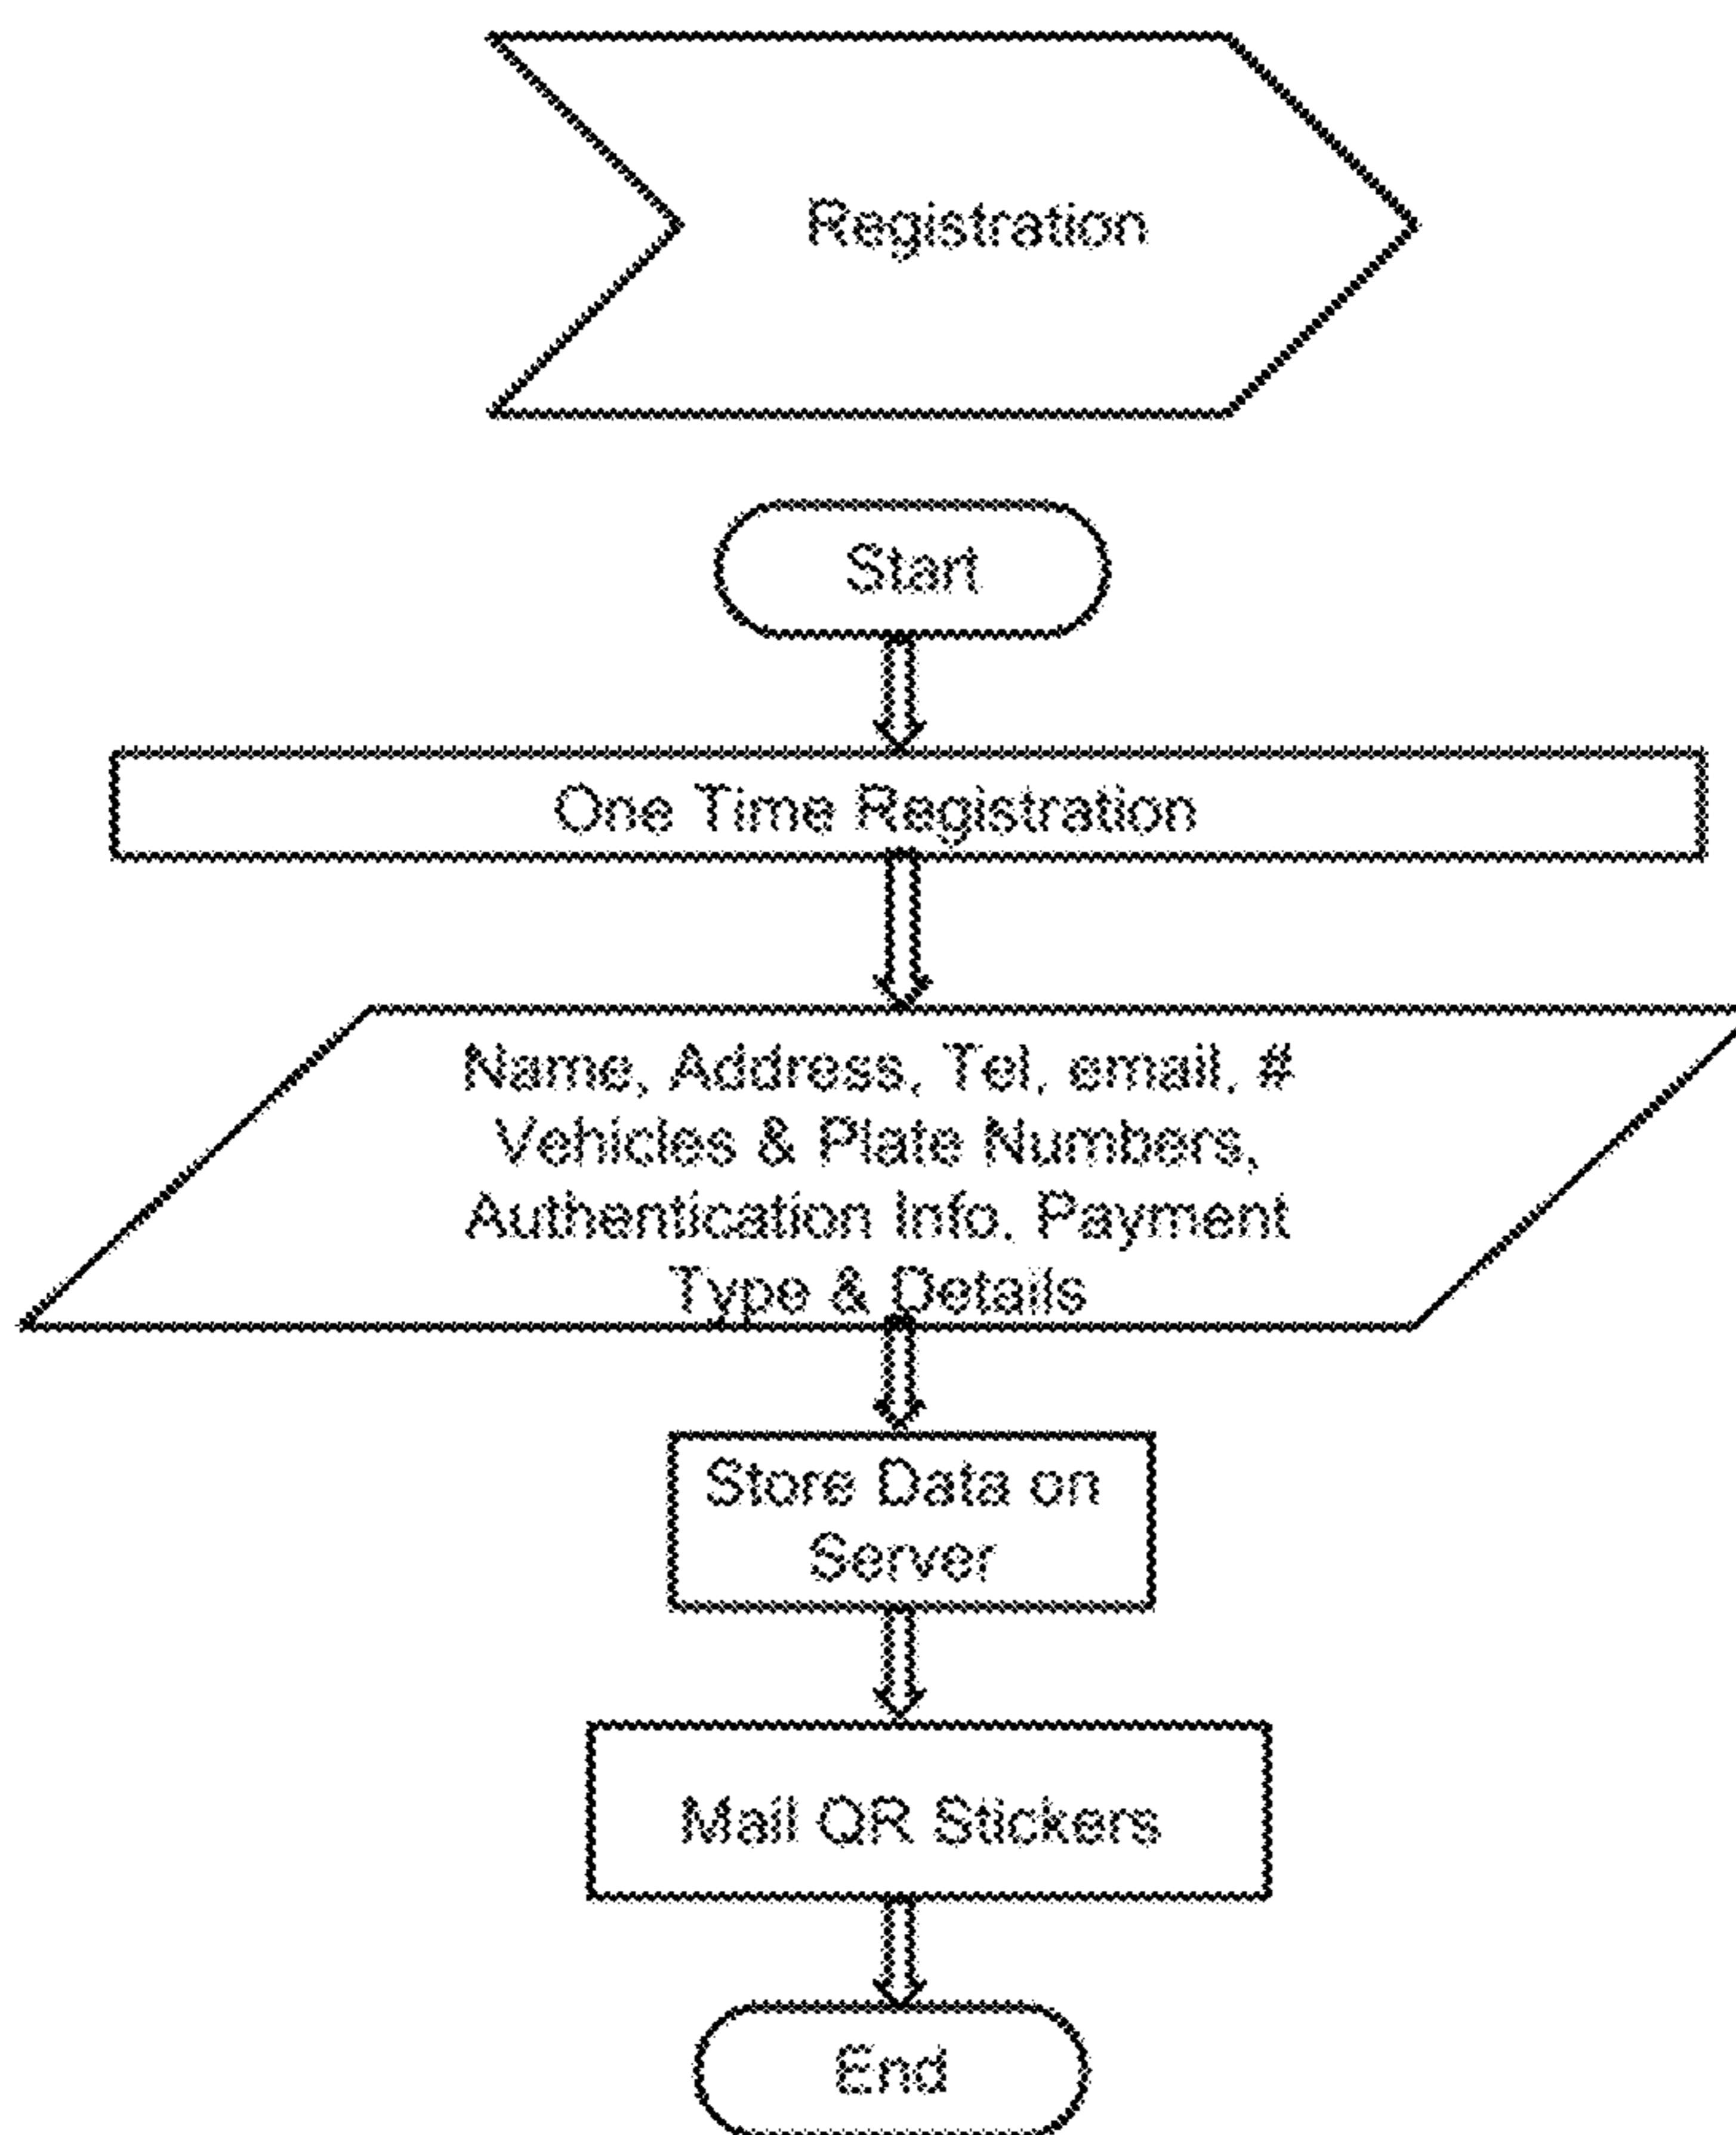 Registration
Start
One Time Registration
Name, Address, Tel, email, #
Vehicles & Plate Numbers,
Authentication Info. Payment
Type & Details
Store Data on
Server
Mail QR Stickers
End